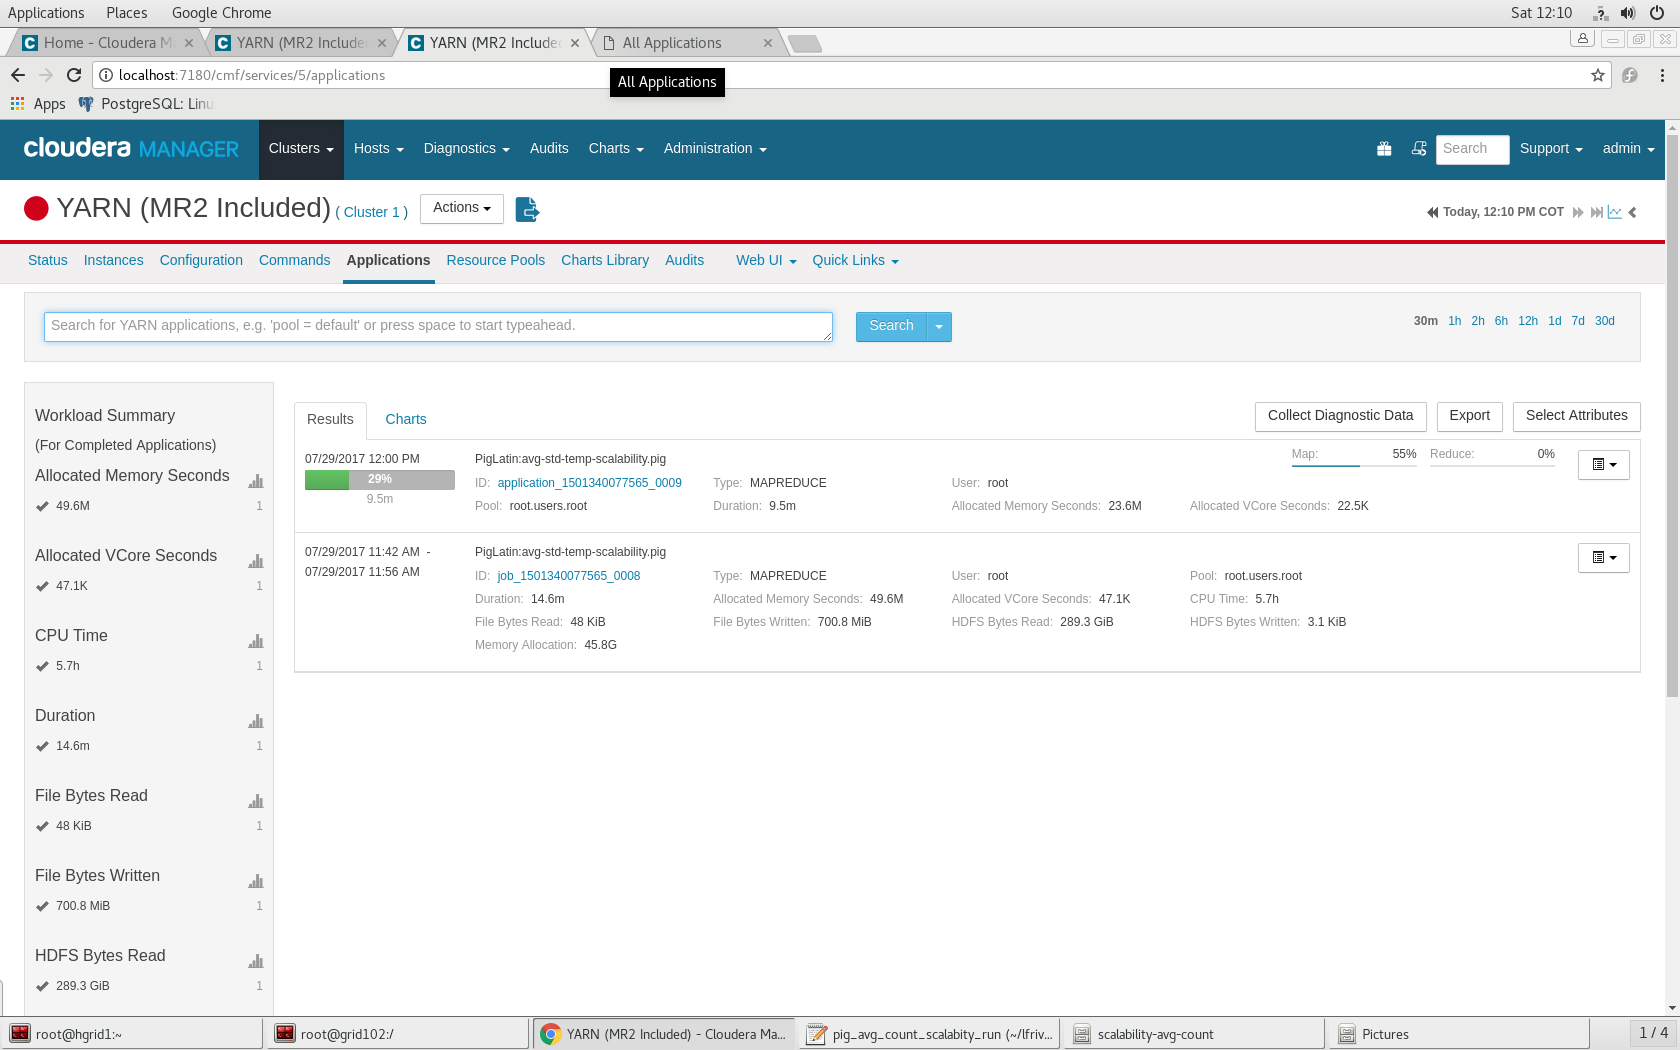 Applications Places Google Chrome Sat 12:10
Home - Cloudera M YARN (MR2 Include YARN (MR2 Include All Applications
localhost:7180/cmf/services/5/applications
All Applications
Apps PostgreSQL: Linu
cloudera MANAGER Clusters Hosts Diagnostics Audits Charts Administration Search Support admin
YARN (MR2 Included) ( Cluster 1 ) Actions Today, 12:10 PM COT
Status Instances Configuration Commands Applications Resource Pools Charts Library Audits Web UI Quick Links
Search for YARN applications, e.g. 'pool = default' or press space to start typeahead. Search 30m 1h 2h 6h 12h 1d 7d 30d
Workload Summary
(For Completed Applications)
Allocated Memory Seconds
49.6M 1
Allocated VCore Seconds
47.1K 1
CPU Time
5.7h 1
Duration
14.6m 1
File Bytes Read
48 KiB 1
File Bytes Written
700.8 MiB 1
HDFS Bytes Read
289.3 GiB 1
Results Charts Collect Diagnostic Data Export Select Attributes
07/29/2017 12:00 PM PigLatin:avg-std-temp-scalability.pig Map: 55% Reduce: 0%
29% ID: application_1501340077565_0009 Type: MAPREDUCE User: root
9.5m Pool: root.users.root Duration: 9.5m Allocated Memory Seconds: 23.6M Allocated VCore Seconds: 22.5K
07/29/2017 11:42 AM - PigLatin:avg-std-temp-scalability.pig
07/29/2017 11:56 AM ID: job_1501340077565_0008 Type: MAPREDUCE User: root Pool: root.users.root
Duration: 14.6m Allocated Memory Seconds: 49.6M Allocated VCore Seconds: 47.1K CPU Time: 5.7h
File Bytes Read: 48 KiB File Bytes Written: 700.8 MiB HDFS Bytes Read: 289.3 GiB HDFS Bytes Written: 3.1 KiB
Memory Allocation: 45.8G
root@hgrid1:~ root@grid102:/ YARN (MR2 Included) - Cloudera Ma... pig_avg_count_scalabity_run (~/lfriv... scalability-avg-count Pictures 1 / 4